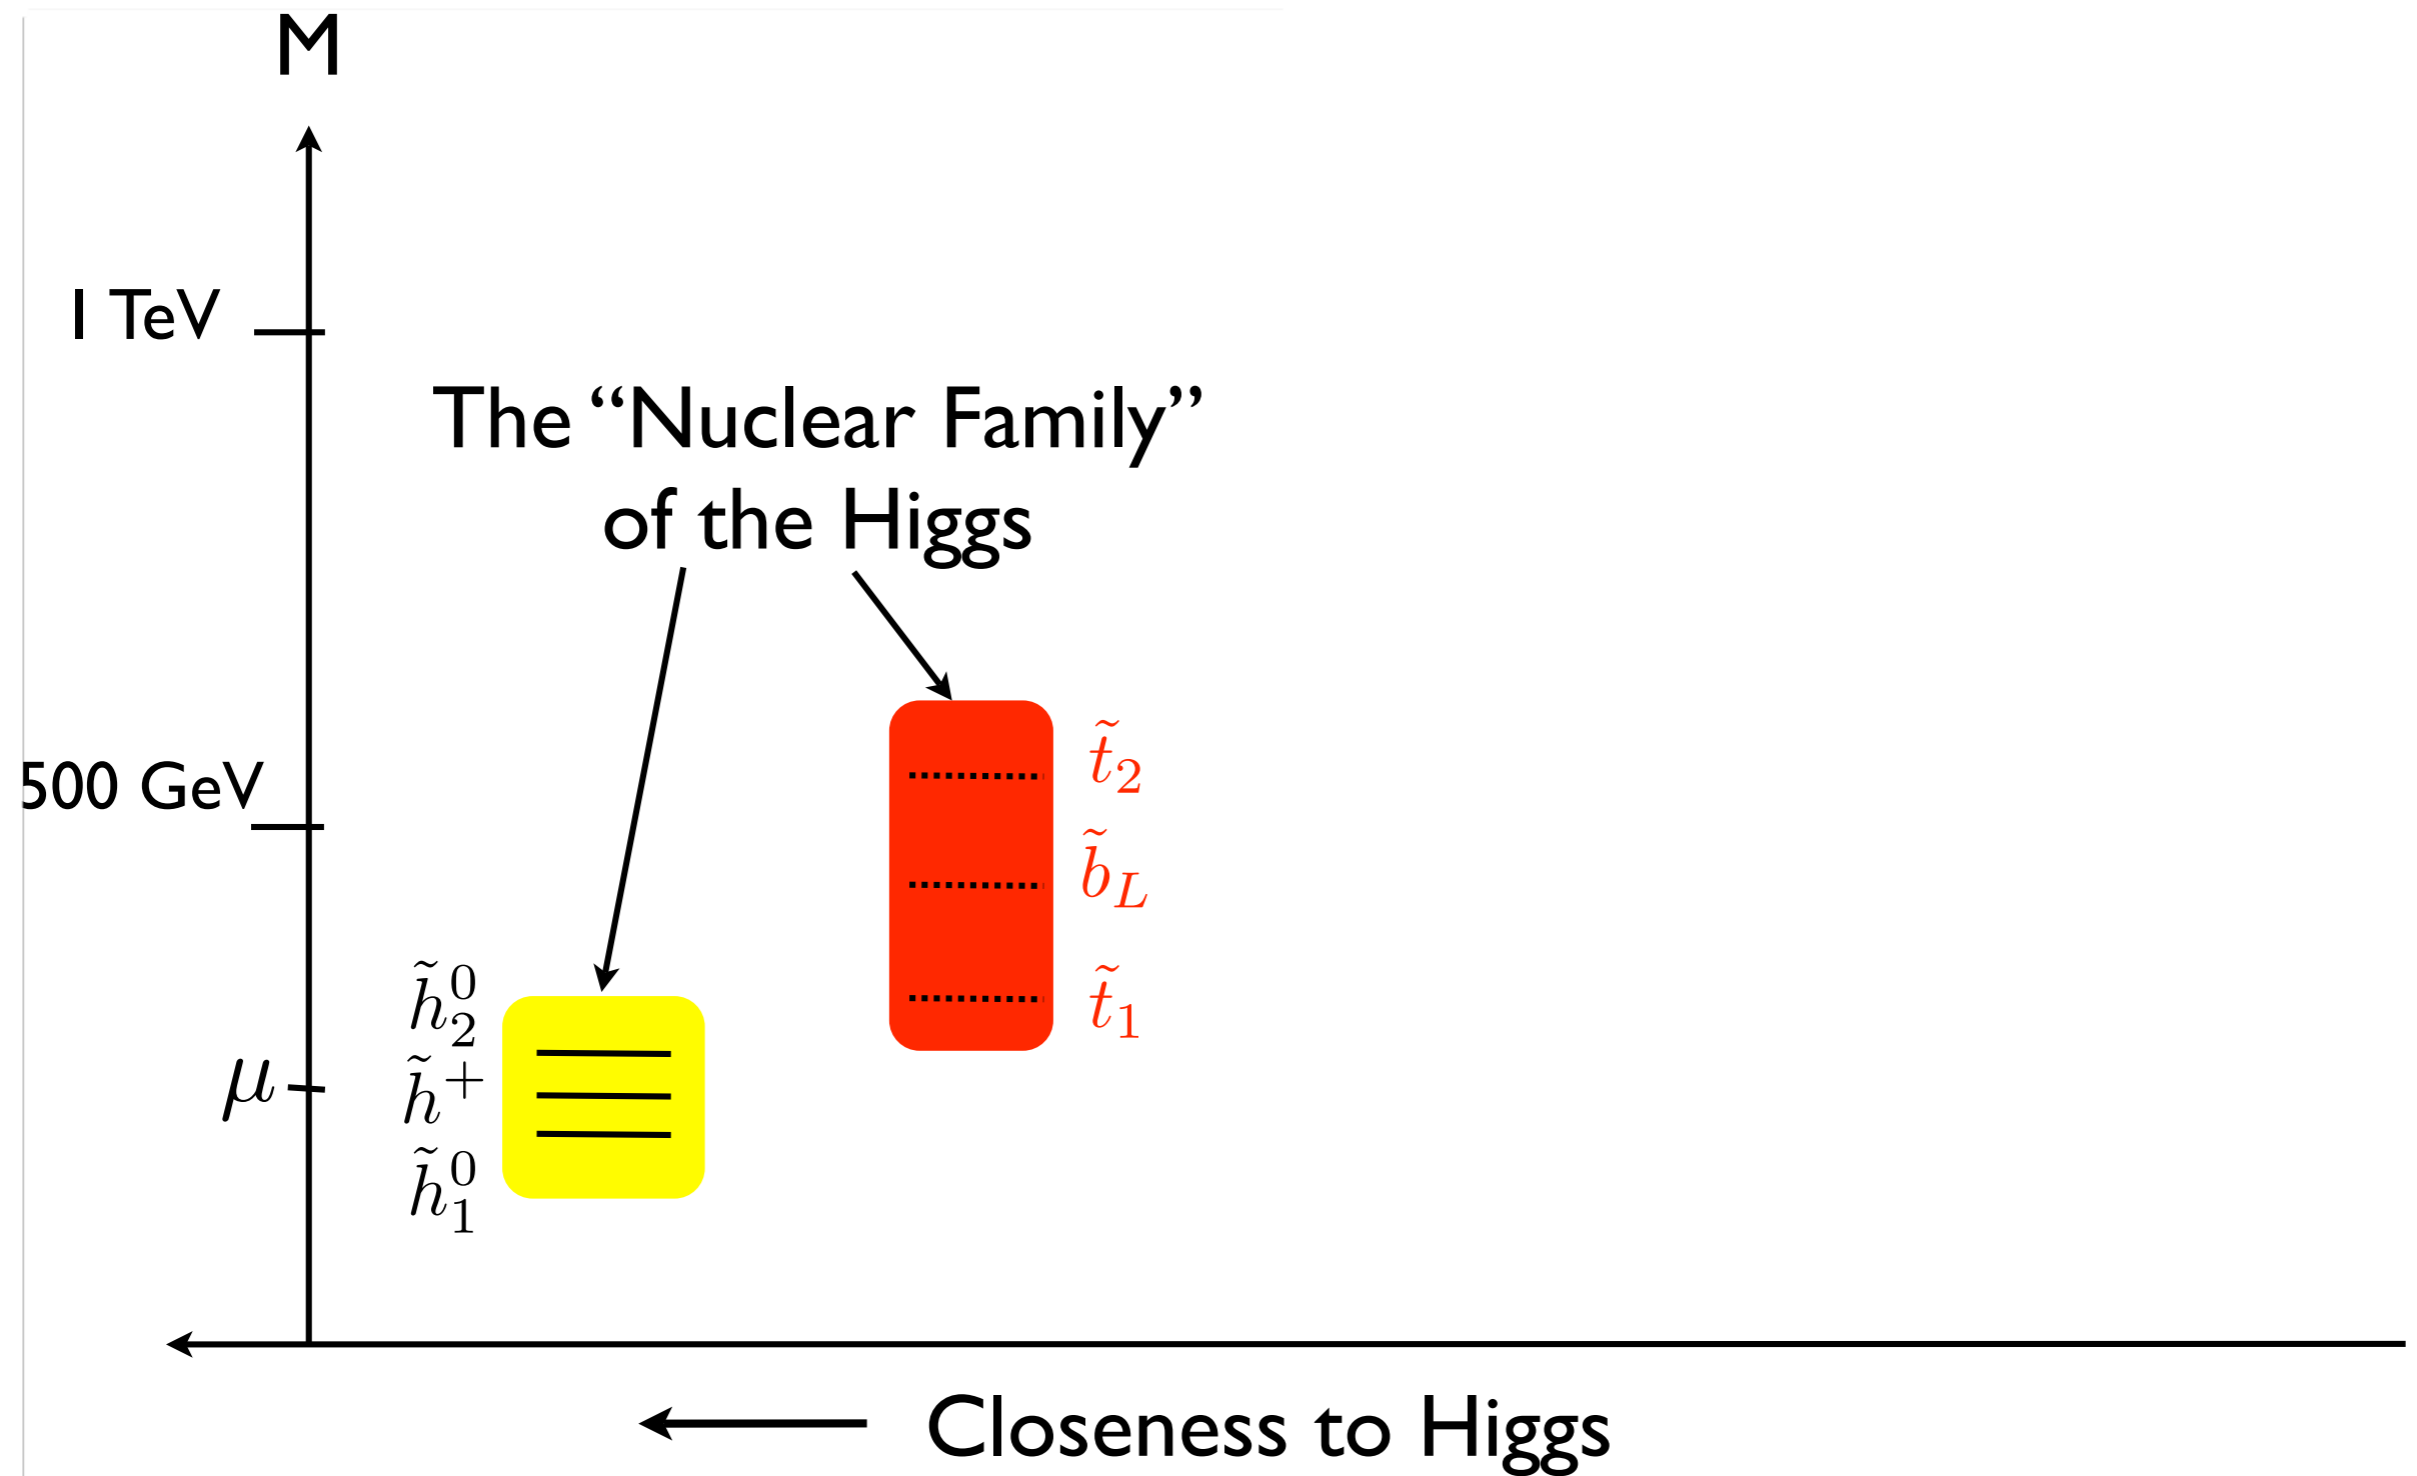 M
1 TeV
The “Nuclear Family”
of the Higgs
500 GeV
t̃₂
b̃_L
t̃₁
h̃⁰₂
h̃⁺
h̃⁰₁
μ
Closeness to Higgs